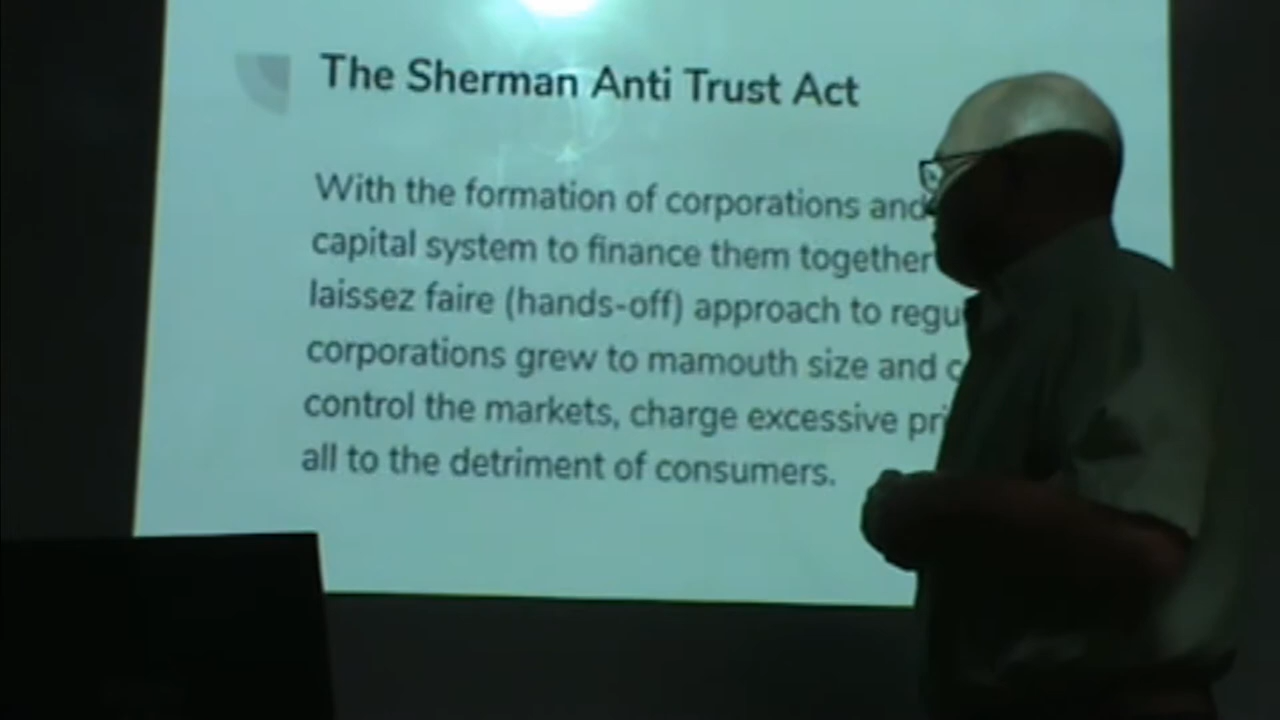 The Sherman Anti Trust Act
With the formation of corporations and
capital system to finance them together
laissez faire (hands-off) approach to regu
corporations grew to mamouth size and c
control the markets, charge excessive pri
all to the detriment of consumers.